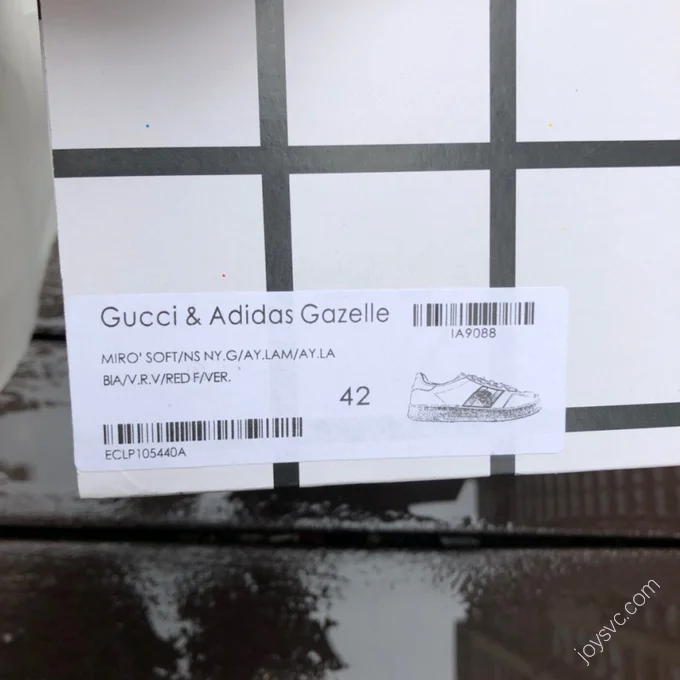 Gucci & Adidas Gazelle
IA9088
MIRO' SOFT/NS NY.G/AY.LAM/AY.LA
BIA/V.R.V/RED F/VER.
42
ECLP105440A
joysvc.com